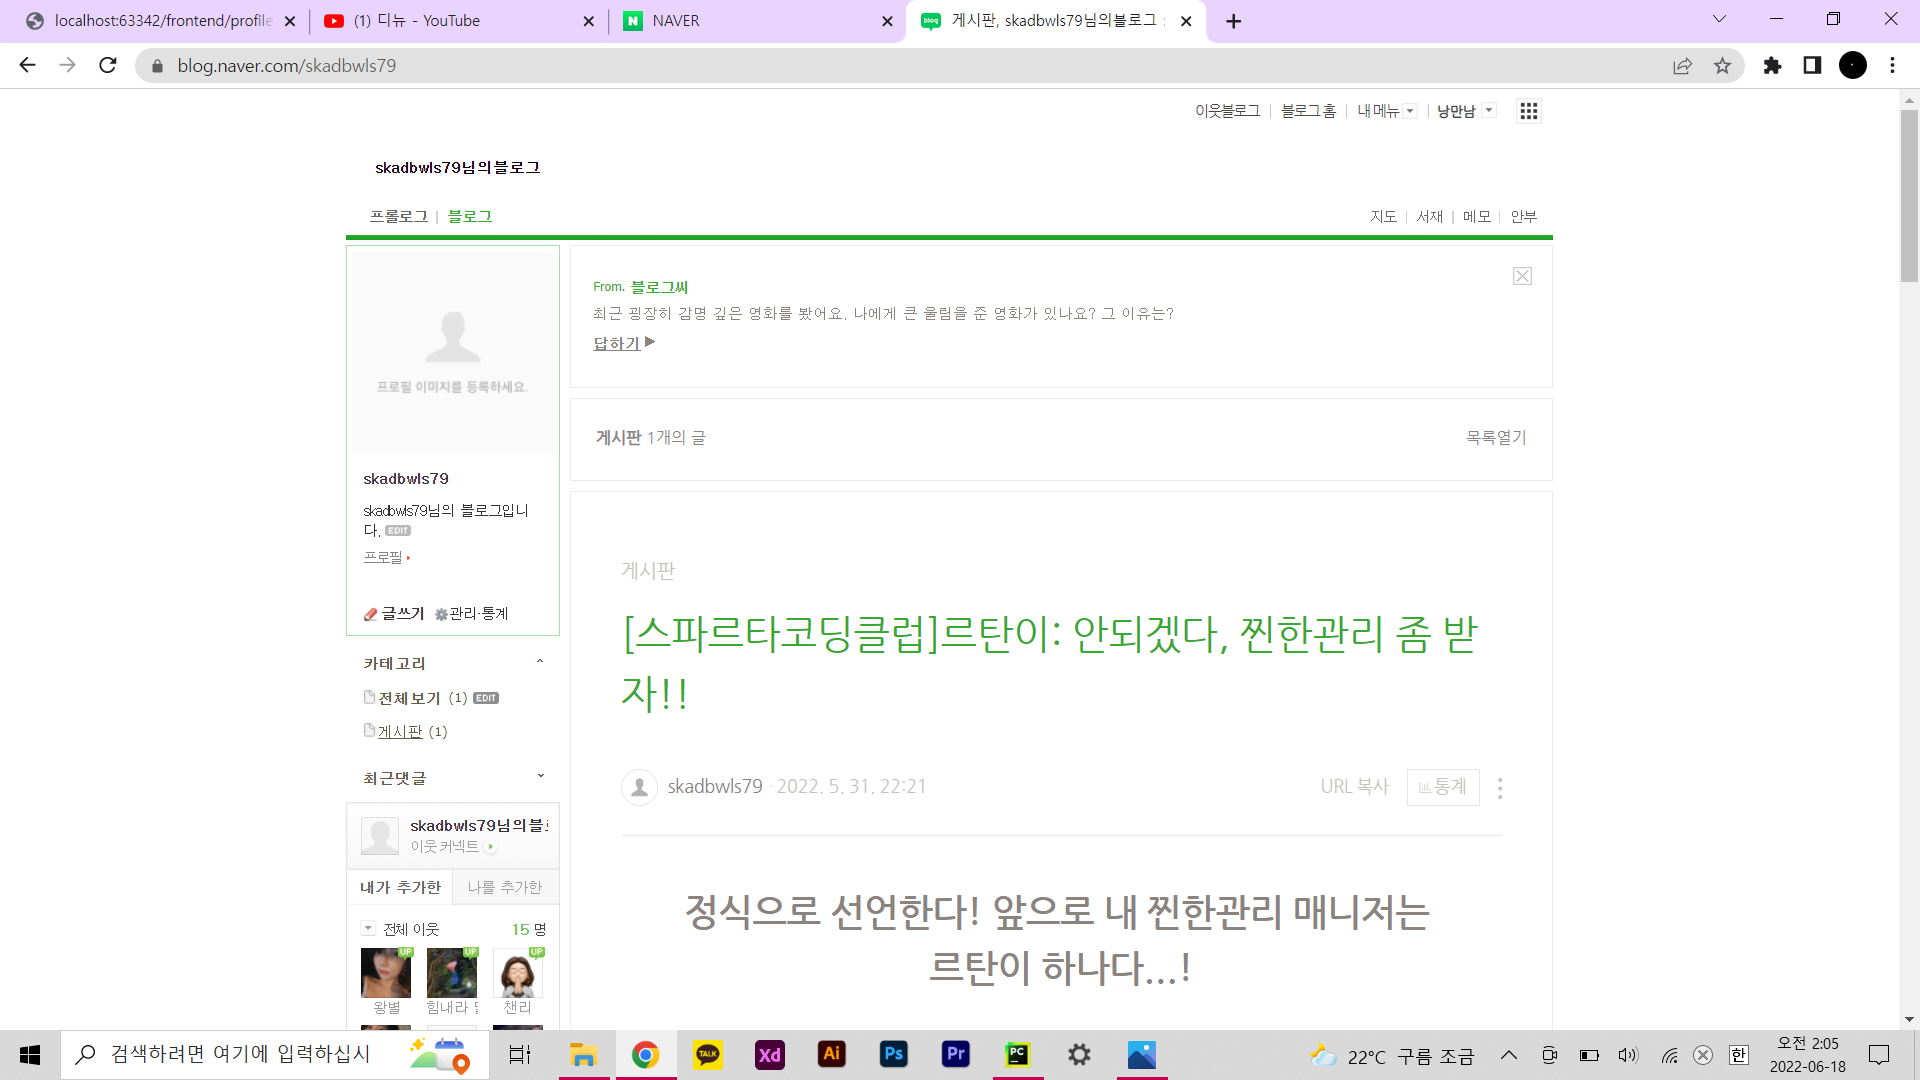 localhost:63342/frontend/profile
(1) 디뉴 - YouTube
NAVER
게시판, skadbwls79님의블로그 :
blog.naver.com/skadbwls79
이웃블로그 블로그 홈 내 메뉴 낭만남
skadbwls79님의블로그
프롤로그 블로그
지도 서재 메모 안부
From. 블로그씨
최근 굉장히 감명 깊은 영화를 봤어요. 나에게 큰 울림을 준 영화가 있나요? 그 이유는?
답하기
프로필 이미지를 등록하세요.
게시판 1개의 글
목록열기
skadbwls79
skadbwls79님의 블로그입니
다. EDIT
프로필
글쓰기 관리·통계
게시판
[스파르타코딩클럽]르탄이: 안되겠다, 찐한관리 좀 받
자!!
카테고리
전체보기 (1) EDIT
게시판 (1)
최근댓글
skadbwls79 · 2022. 5. 31. 22:21
URL 복사 통계
skadbwls79님의블로
이웃커넥트
내가 추가한 나를 추가한
전체 이웃 15 명
UP UP UP
왕별 힘내라 챈리
정식으로 선언한다! 앞으로 내 찐한관리 매니저는
르탄이 하나다...!
검색하려면 여기에 입력하십시
TALK Xd Ai Ps Pr PC
22°C 구름 조금
한
오전 2:05
2022-06-18